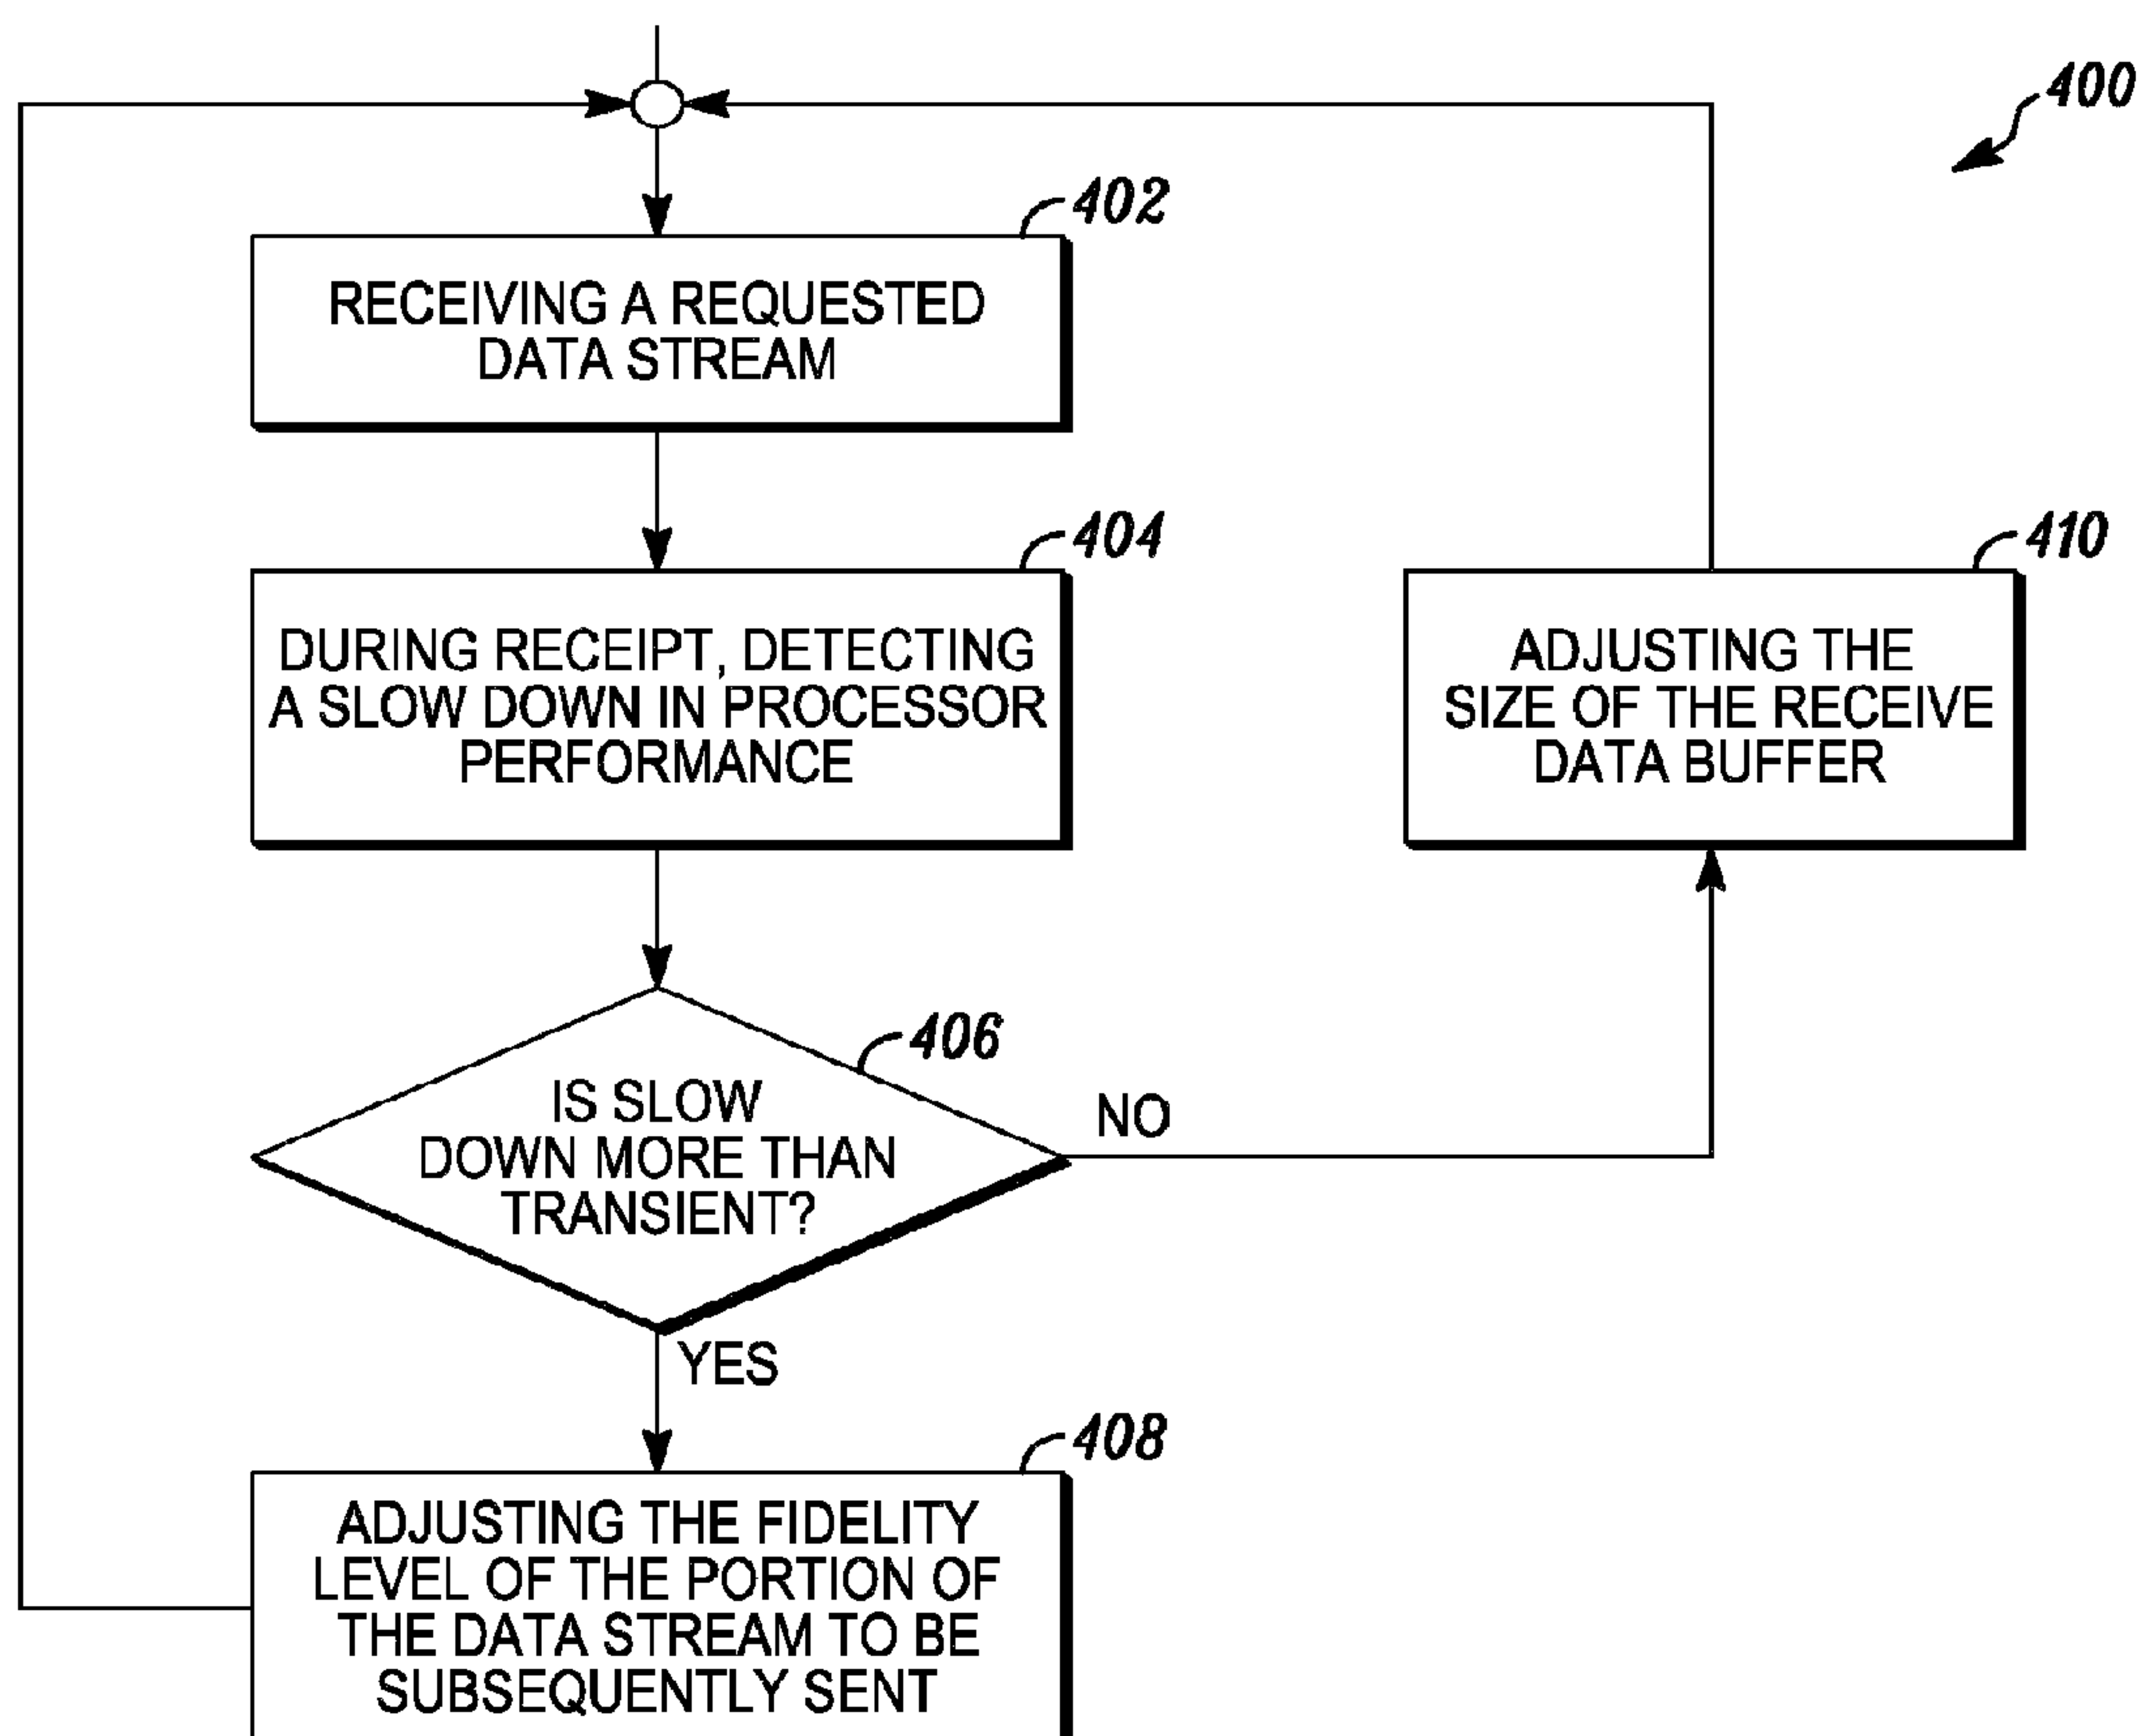 400
402
RECEIVING A REQUESTED
DATA STREAM
404
DURING RECEIPT, DETECTING
A SLOW DOWN IN PROCESSOR
PERFORMANCE
410
ADJUSTING THE
SIZE OF THE RECEIVE
DATA BUFFER
406
IS SLOW
DOWN MORE THAN
TRANSIENT?
NO
YES
408
ADJUSTING THE FIDELITY
LEVEL OF THE PORTION OF
THE DATA STREAM TO BE
SUBSEQUENTLY SENT